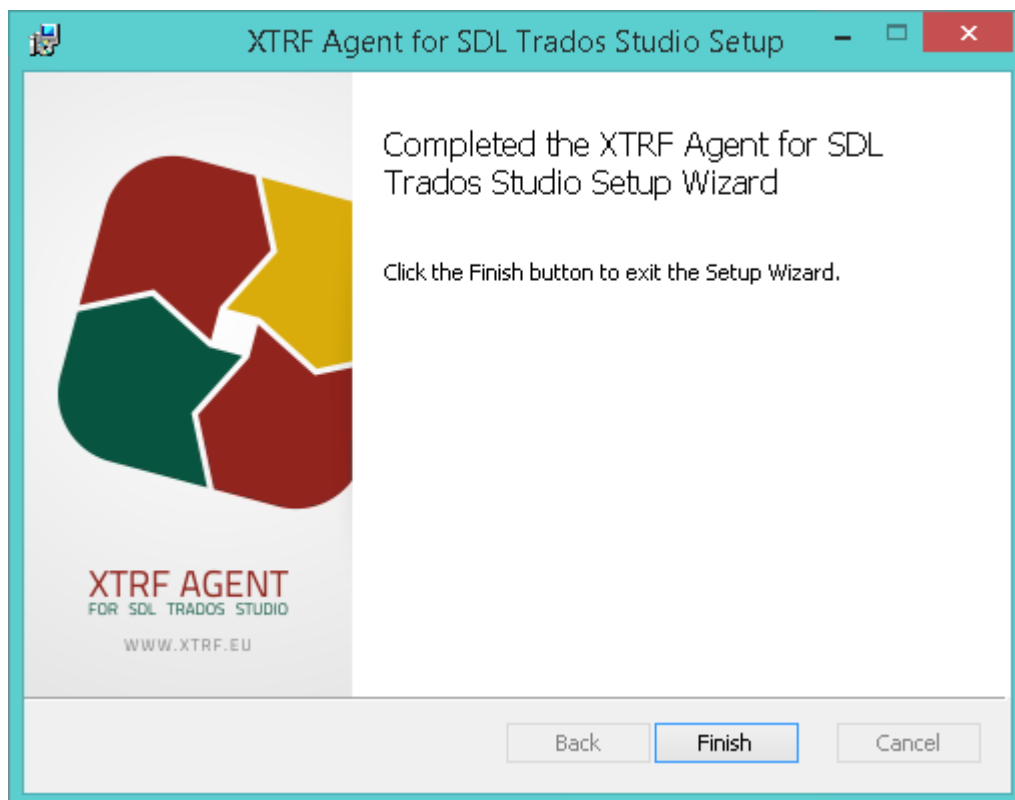 XTRF Agent for SDL Trados Studio Setup
Completed the XTRF Agent for SDL
Trados Studio Setup Wizard
Click the Finish button to exit the Setup Wizard.
XTRF AGENT
FOR SDL TRADOS STUDIO
WWW.XTRF.EU
Back
Finish
Cancel